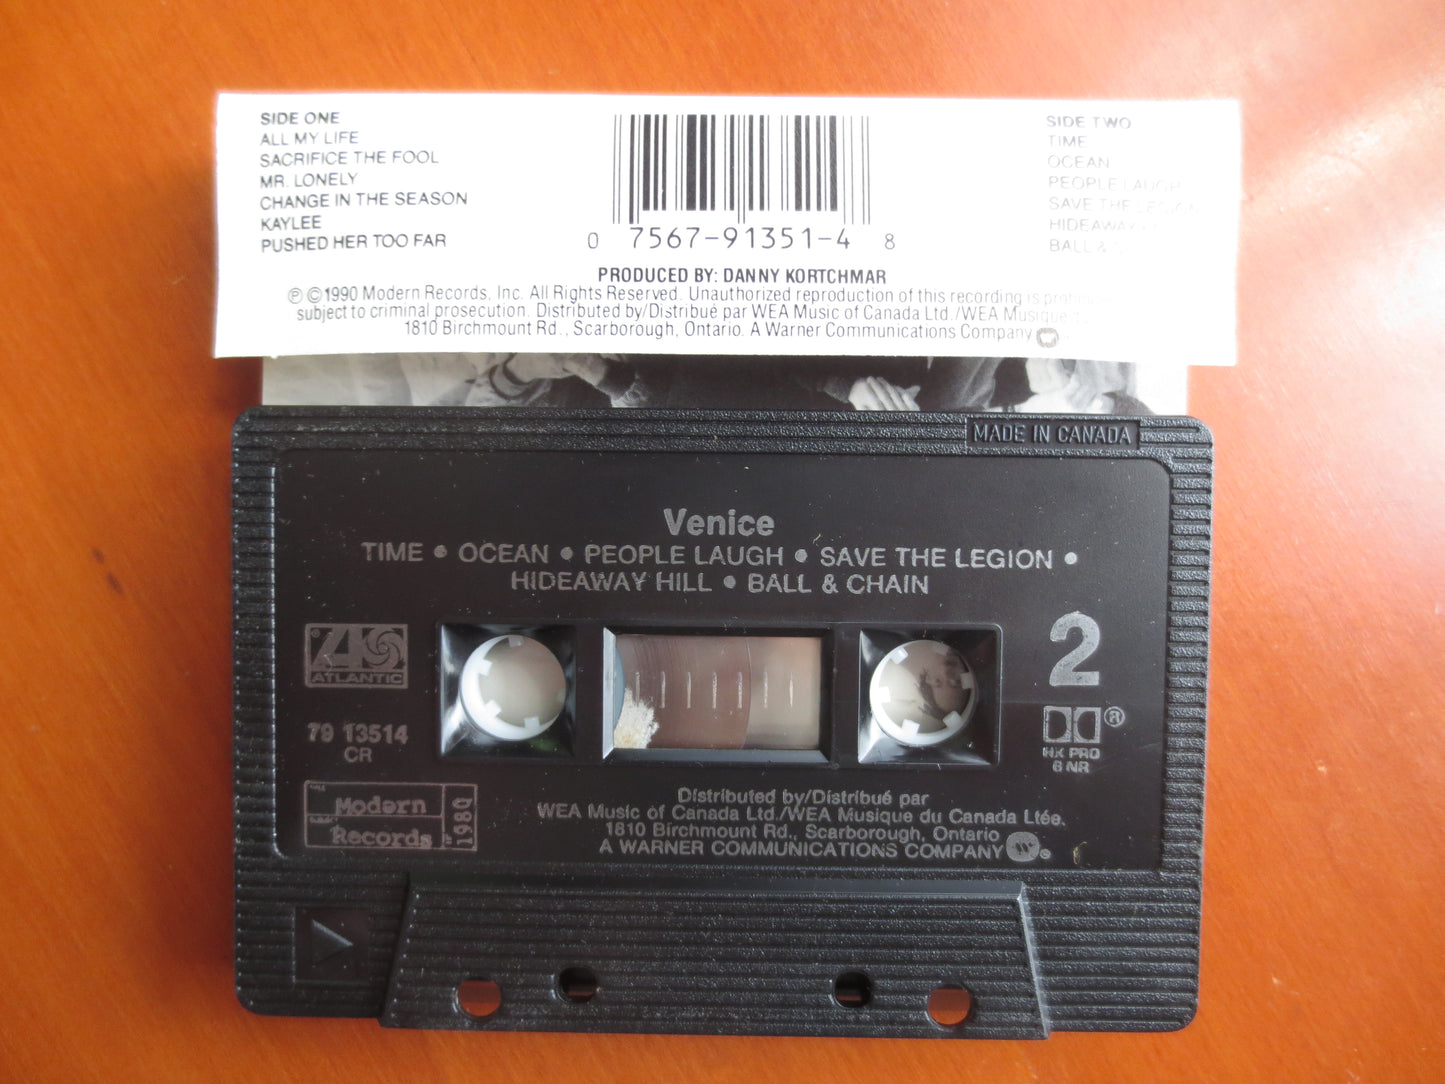 SIDE ONE
ALL MY LIFE
SACRIFICE THE FOOL
MR. LONELY
CHANGE IN THE SEASON
KAYLEE
PUSHED HER TOO FAR
0 7567-91351-4 8
SIDE TWO
TIME
OCEAN
PEOPLE LAUGH
SAVE THE LEGION
HIDEAWAY
BALL &
PRODUCED BY: DANNY KORTCHMAR
℗ ©1990 Modern Records, Inc. All Rights Reserved. Unauthorized reproduction of this recording is
subject to criminal prosecution. Distributed by/Distribué par WEA Music of Canada Ltd./WEA Musique
1810 Birchmount Rd., Scarborough, Ontario. A Warner Communications Company
MADE IN CANADA
Venice
TIME • OCEAN • PEOPLE LAUGH • SAVE THE LEGION •
HIDEAWAY HILL • BALL & CHAIN
ATLANTIC
79 13514
CR
2
®
HX PRO
B NR
Modern
Records
1980
Distributed by/Distribué par
WEA Music of Canada Ltd./WEA Musique du Canada Ltée.
1810 Birchmount Rd., Scarborough, Ontario
A WARNER COMMUNICATIONS COMPANY ®